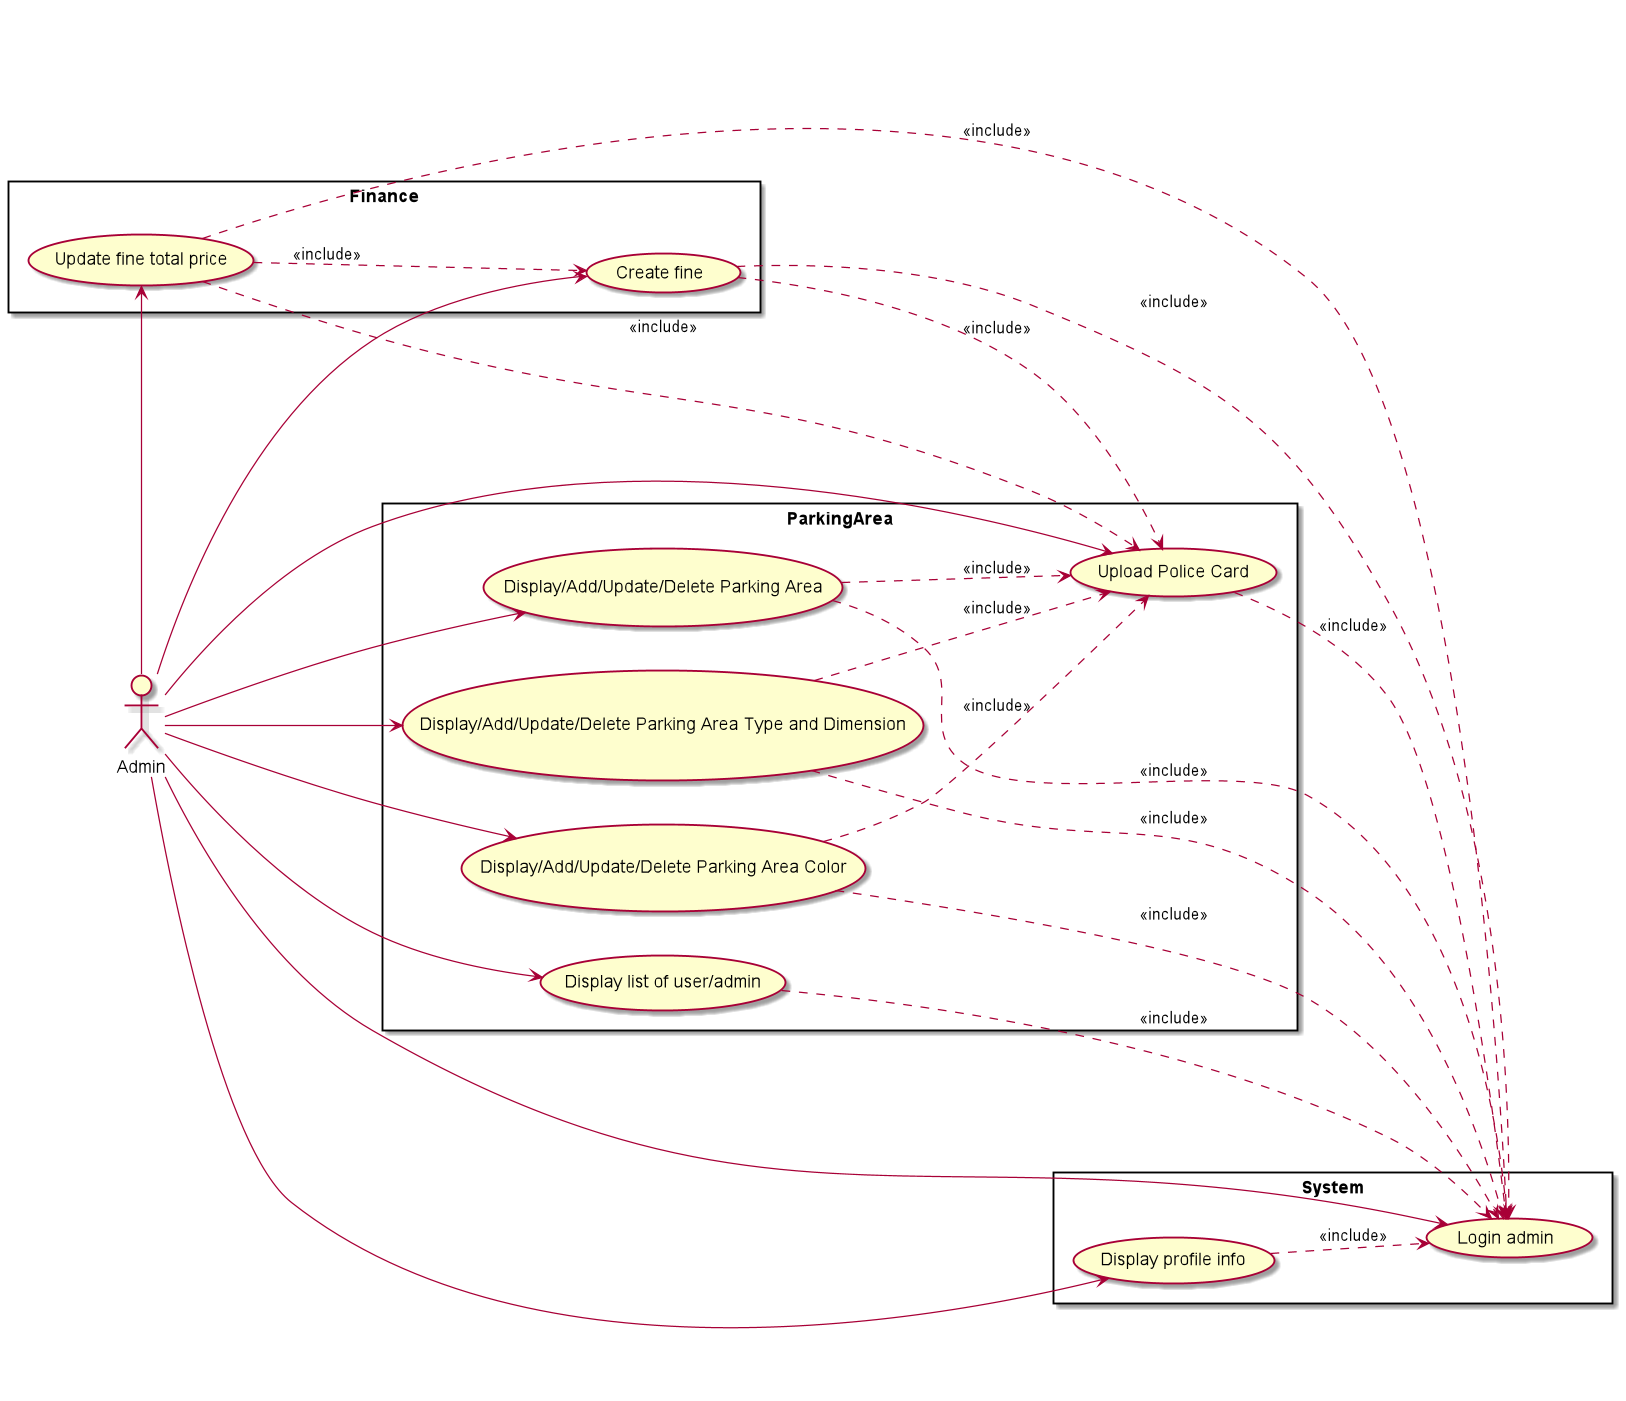 «include»
Finance
Update fine total price
«include»
Create fine
«include»
«include»
«include»
ParkingArea
Display/Add/Update/Delete Parking Area
«include»
Upload Police Card
«include»
«include»
«include»
Display/Add/Update/Delete Parking Area Type and Dimension
Admin
«include»
«include»
Display/Add/Update/Delete Parking Area Color
«include»
Display list of user/admin
«include»
System
Login admin
«include»
Display profile info